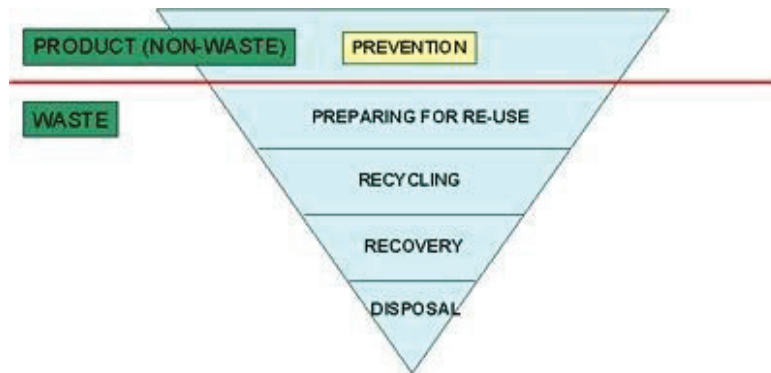 PRODUCT (NON-WASTE)
PREVENTION
WASTE
PREPARING FOR RE-USE
RECYCLING
RECOVERY
DISPOSAL